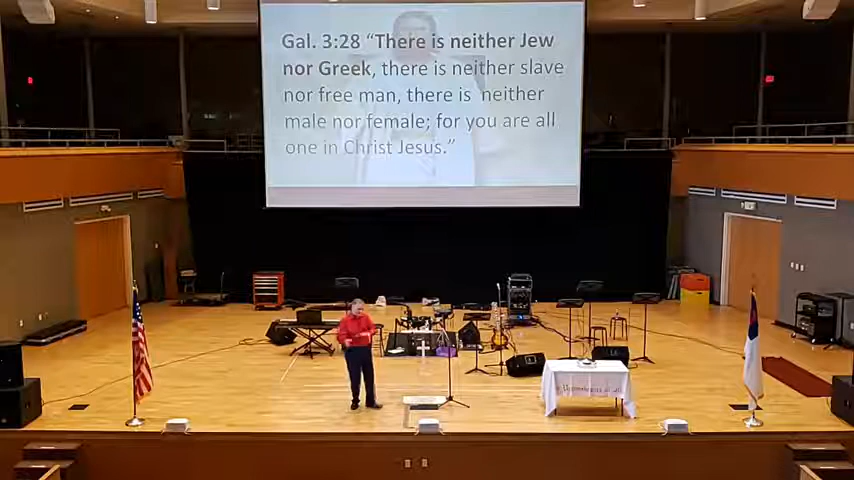 Gal. 3:28 “There is neither Jew
nor Greek, there is neither slave
nor free man, there is neither
male nor female; for you are all
one in Christ Jesus.”